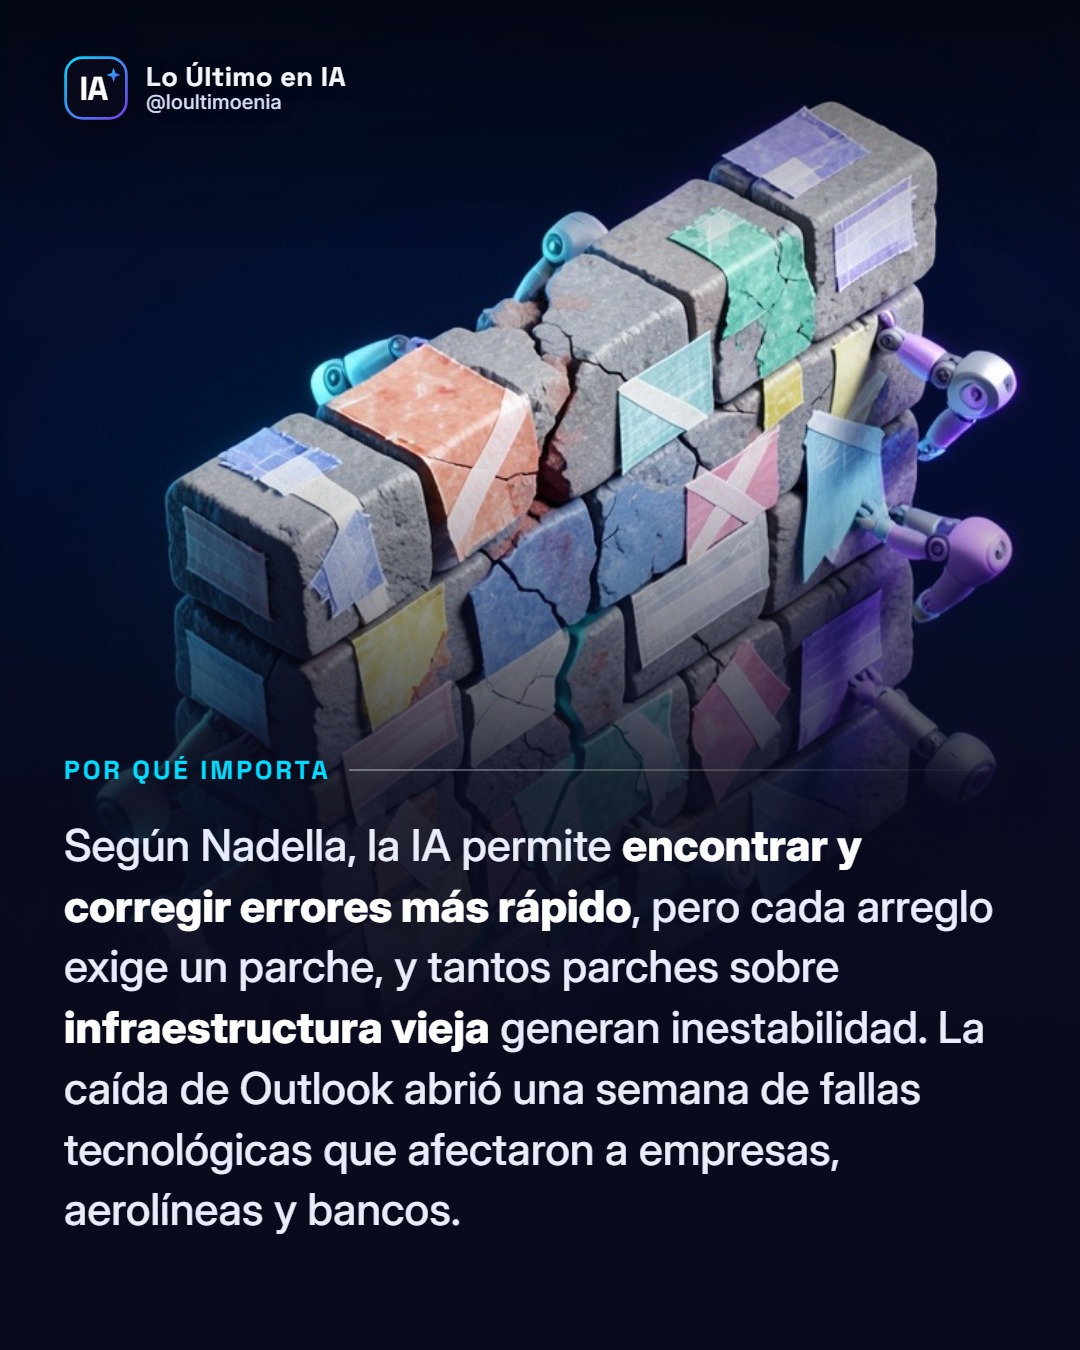 IA
Lo Último en IA
@loultimoenia
POR QUÉ IMPORTA
Según Nadella, la IA permite encontrar y
corregir errores más rápido, pero cada arreglo
exige un parche, y tantos parches sobre
infraestructura vieja generan inestabilidad. La
caída de Outlook abrió una semana de fallas
tecnológicas que afectaron a empresas,
aerolíneas y bancos.